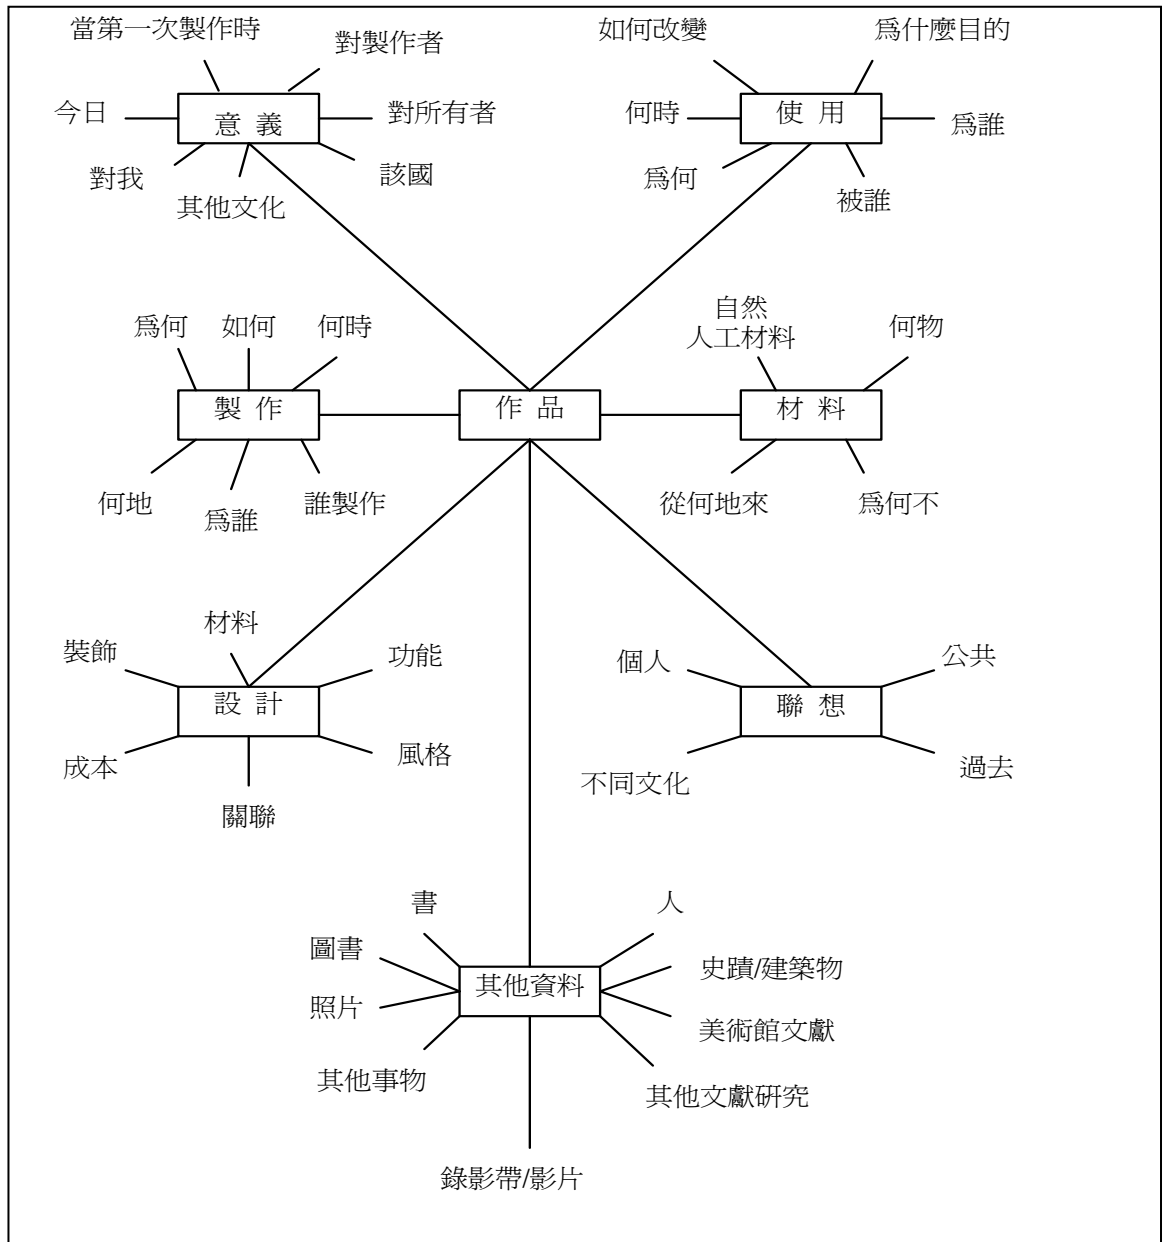 當第一次製作時
對製作者
今日
意 義
對所有者
對我
其他文化
該國
如何改變
爲什麼目的
何時
使 用
爲誰
爲何
被誰
爲何
如何
何時
製 作
何地
爲誰
誰製作
作 品
自然
人工材料
何物
材 料
從何地來
爲何不
材料
裝飾
功能
設 計
成本
風格
關聯
個人
公共
聯 想
不同文化
過去
書
人
圖書
史蹟/建築物
其他資料
照片
美術館文獻
其他事物
其他文獻研究
錄影帶/影片